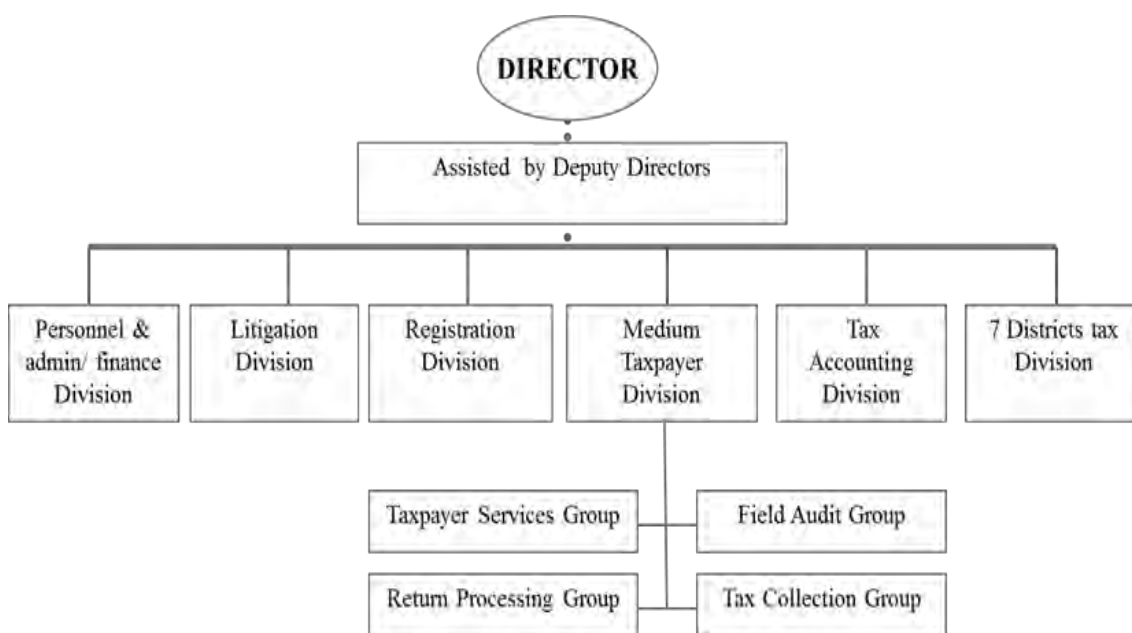 DIRECTOR
Assisted by Deputy Directors
Personnel &
admin/ finance
Division
Litigation
Division
Registration
Division
Medium
Taxpayer
Division
Tax
Accounting
Division
7 Districts tax
Division
Taxpayer Services Group
Field Audit Group
Return Processing Group
Tax Collection Group